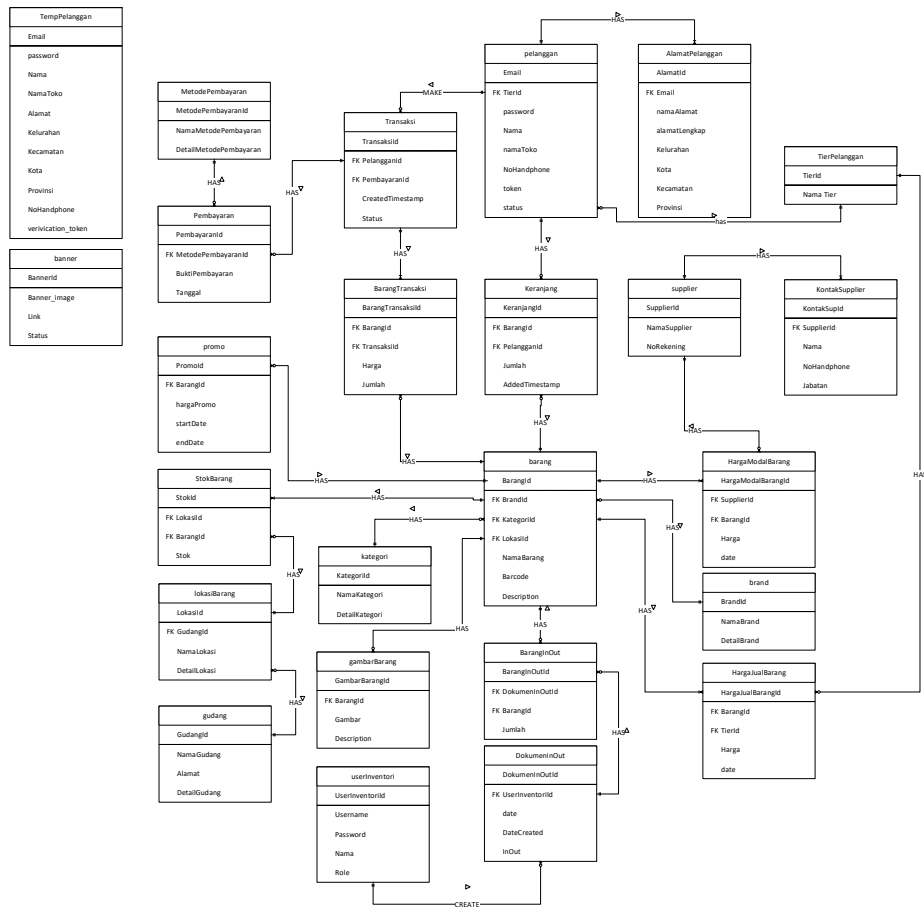 TempPelanggan
Email
password
Nama
NamaToko
Alamat
Kelurahan
Kecamatan
Kota
Provinsi
NoHandphone
verivication_token
banner
BannerId
Banner_image
Link
Status
MetodePembayaran
MetodePembayaranId
NamaMetodePembayaran
DetailMetodePembayaran
HAS
Pembayaran
PembayaranId
FK MetodePembayaranId
BuktiPembayaran
Tanggal
HAS
MAKE
Transaksi
TransaksiId
FK PelangganId
FK PembayaranId
CreatedTimestamp
Status
HAS
BarangTransaksi
BarangTransaksiId
FK BarangId
FK TransaksiId
Harga
Jumlah
HAS
pelanggan
Email
FK TierId
password
Nama
namaToko
NoHandphone
token
status
HAS
AlamatPelanggan
AlamatId
FK Email
namaAlamat
alamatLengkap
Kelurahan
Kota
Kecamatan
Provinsi
has
TierPelanggan
TierId
Nama Tier
HAS
HAS
Keranjang
KeranjangId
FK BarangId
FK PelangganId
Jumlah
AddedTimestamp
HAS
supplier
SupplierId
NamaSupplier
NoRekening
HAS
KontakSupplier
KontakSupId
FK SupplierId
Nama
NoHandphone
Jabatan
HAS
promo
PromoId
FK BarangId
hargaPromo
startDate
endDate
HAS
StokBarang
StokId
FK LokasiId
FK BarangId
Stok
HAS
HAS
lokasiBarang
LokasiId
FK GudangId
NamaLokasi
DetailLokasi
HAS
gudang
GudangId
NamaGudang
Alamat
DetailGudang
kategori
KategoriId
NamaKategori
DetailKategori
HAS
HAS
gambarBarang
GambarBarangId
FK BarangId
Gambar
Description
userInventori
UserInventoriId
Username
Password
Nama
Role
CREATE
barang
BarangId
FK BrandId
FK KategoriId
FK LokasiId
NamaBarang
Barcode
Description
HAS
HAS
HAS
HAS
BarangInOut
BarangInOutId
FK DokumenInOutId
FK BarangId
Jumlah
HAS
DokumenInOut
DokumenInOutId
FK UserInventoriId
date
DateCreated
InOut
HargaModalBarang
HargaModalBarangId
FK SupplierId
FK BarangId
Harga
date
brand
BrandId
NamaBrand
DetailBrand
HargaJualBarang
HargaJualBarangId
FK BarangId
FK TierId
Harga
date